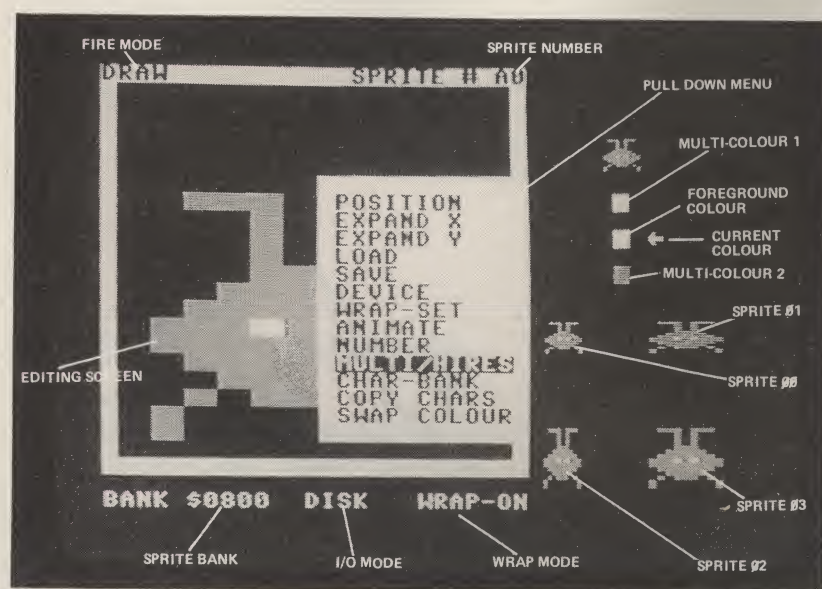 FIRE MODE
SPRITE NUMBER
DRAW
SPRITE # A0
PULL DOWN MENU
MULTI-COLOUR 1
FOREGROUND
COLOUR
CURRENT
COLOUR
MULTI-COLOUR 2
POSITION
EXPAND X
EXPAND Y
LOAD
SAVE
DEVICE
WRAP-SET
ANIMATE
NUMBER
MULTI/HIRES
CHAR-BANK
COPY CHARS
SWAP COLOUR
EDITING SCREEN
SPRITE Ø1
SPRITE ØØ
SPRITE Ø3
SPRITE Ø2
BANK $0800 DISK WRAP-ON
SPRITE BANK
I/O MODE
WRAP MODE